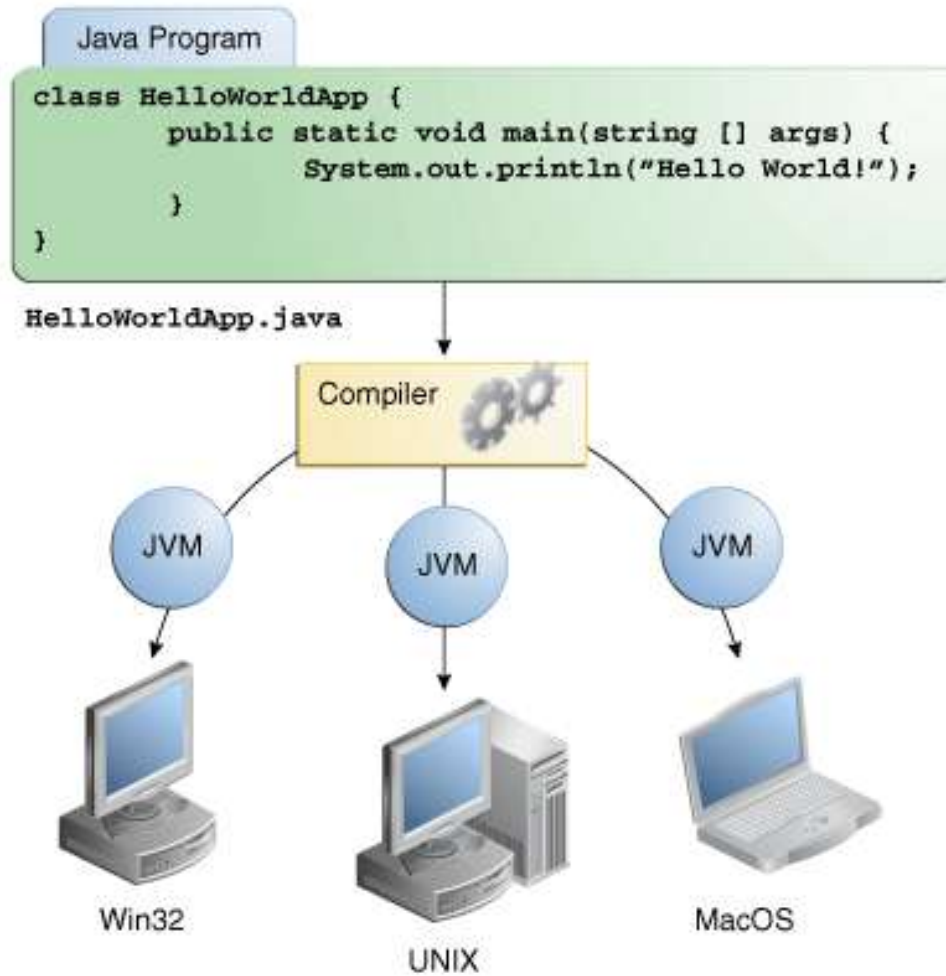 Java Program
class HelloWorldApp {
public static void main(string [] args) {
System.out.println(”Hello World!”);
}
}
HelloWorldApp.java
Compiler
JVM
JVM
JVM
Win32
UNIX
MacOS